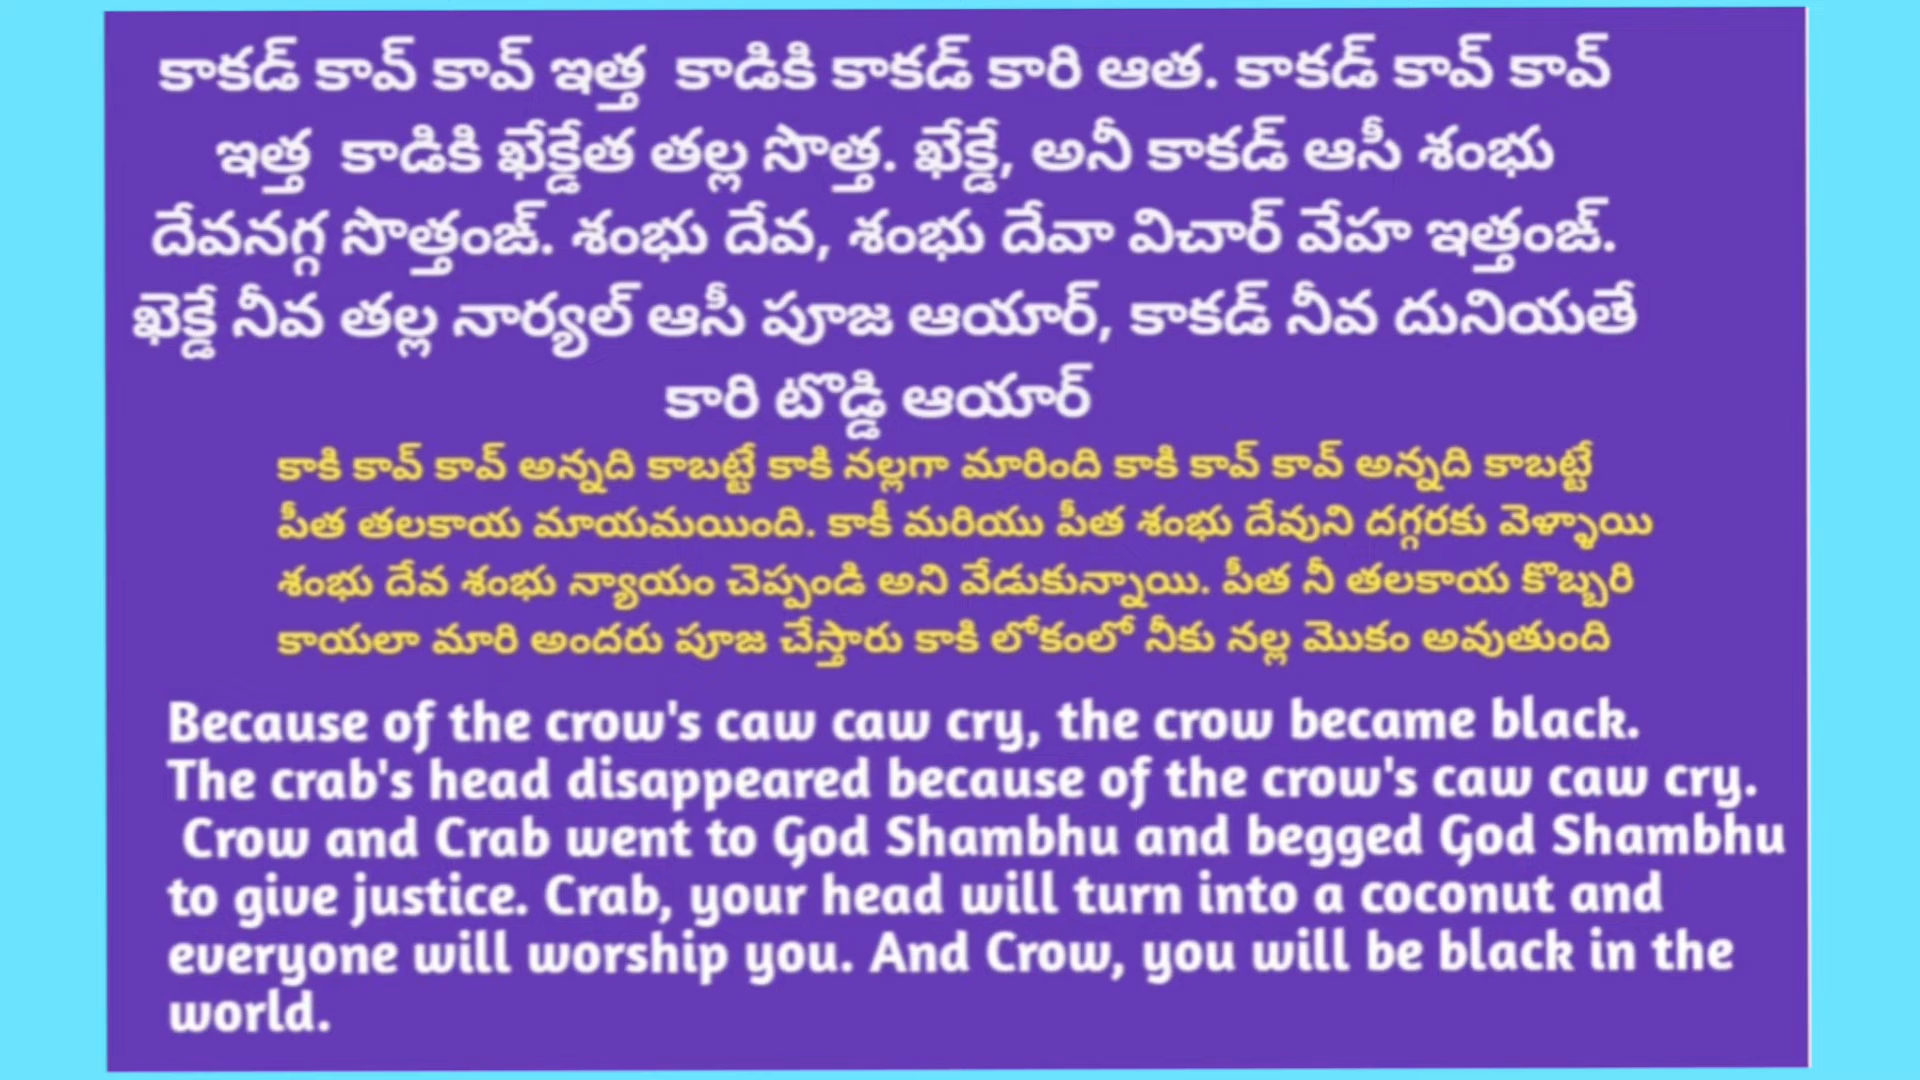 కాకడ్ కావ్ కావ్ ఇత్త కాడికి కాకడ్ కారి ఆత. కాకడ్ కావ్ కావ్
ఇత్త కాడికి ఖేక్డేత తల్ల సొత్త. ఖేక్డే, అనీ కాకడ్ ఆసీ శంభు
దేవనగ్గ సొత్తంఙ్. శంభు దేవ, శంభు దేవా విచార్ వేహ ఇత్తంఙ్.
ఖెక్డే నీవ తల్ల నార్యల్ ఆసీ పూజ ఆయార్, కాకడ్ నీవ దునియతే
కారి టొడ్డి ఆయార్
కాకి కావ్ కావ్ అన్నది కాబట్టే కాకి నల్లగా మారింది కాకి కావ్ కావ్ అన్నది కాబట్టే
పీత తలకాయ మాయమయింది. కాకీ మరియు పీత శంభు దేవుని దగ్గరకు వెళ్ళాయి
శంభు దేవ శంభు న్యాయం చెప్పండి అని వేడుకున్నాయి. పీత నీ తలకాయ కొబ్బరి
కాయలా మారి అందరు పూజ చేస్తారు కాకి లోకంలో నీకు నల్ల మొకం అవుతుంది
Because of the crow's caw caw cry, the crow became black.
The crab's head disappeared because of the crow's caw caw cry.
Crow and Crab went to God Shambhu and begged God Shambhu
to give justice. Crab, your head will turn into a coconut and
everyone will worship you. And Crow, you will be black in the
world.